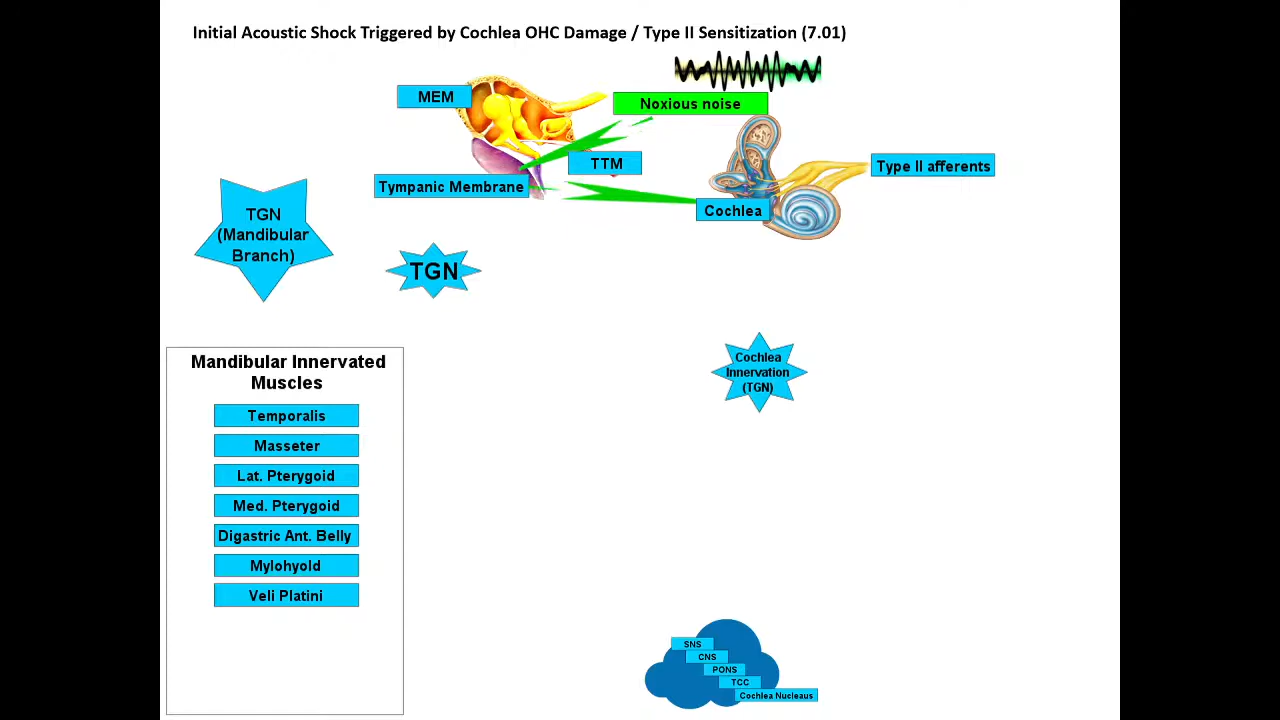 Initial Acoustic Shock Triggered by Cochlea OHC Damage / Type II Sensitization (7.01)
MEM
Noxious noise
TTM
Type II afferents
Tympanic Membrane
Cochlea
TGN
(Mandibular
Branch)
TGN
Mandibular Innervated
Muscles
Temporalis
Masseter
Lat. Pterygoid
Med. Pterygoid
Digastric Ant. Belly
Mylohyold
Veli Platini
Cochlea
Innervation
(TGN)
SNS
CNS
PONS
TCC
Cochlea Nucleaus